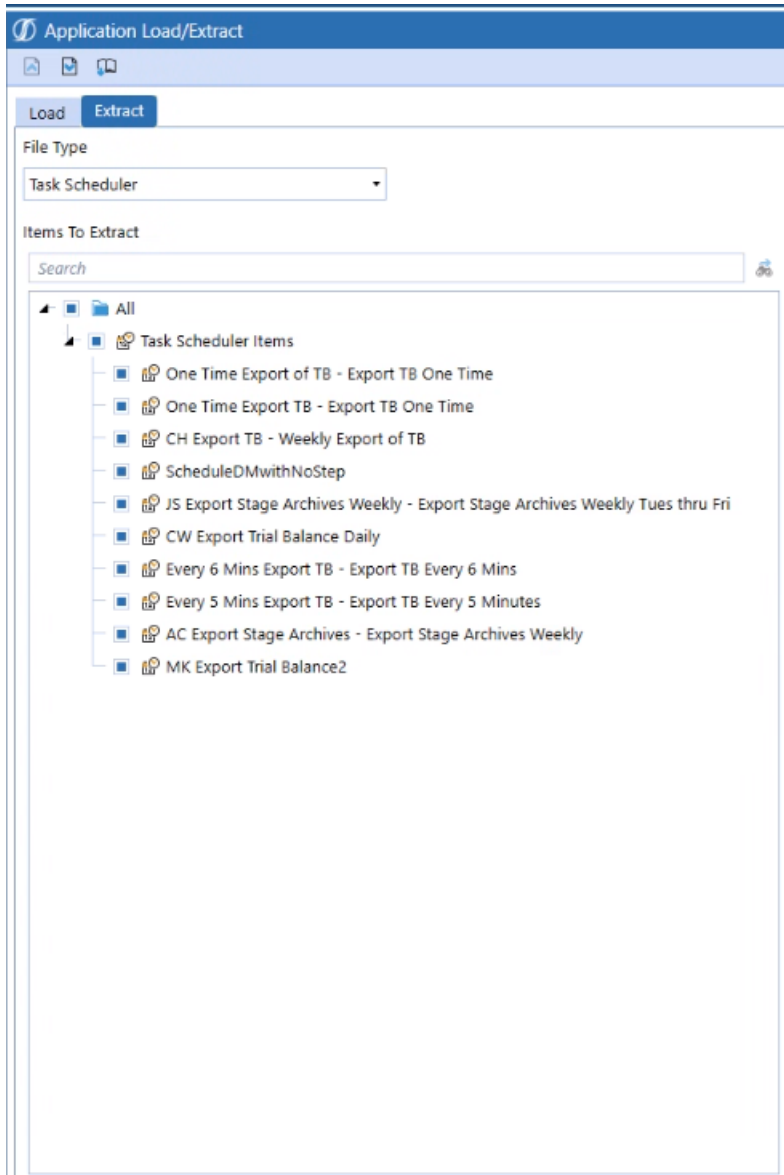 Application Load/Extract
Load Extract
File Type
Task Scheduler
Items To Extract
Search
All
Task Scheduler Items
One Time Export of TB - Export TB One Time
One Time Export TB - Export TB One Time
CH Export TB - Weekly Export of TB
ScheduleDMwithNoStep
JS Export Stage Archives Weekly - Export Stage Archives Weekly Tues thru Fri
CW Export Trial Balance Daily
Every 6 Mins Export TB - Export TB Every 6 Mins
Every 5 Mins Export TB - Export TB Every 5 Minutes
AC Export Stage Archives - Export Stage Archives Weekly
MK Export Trial Balance2